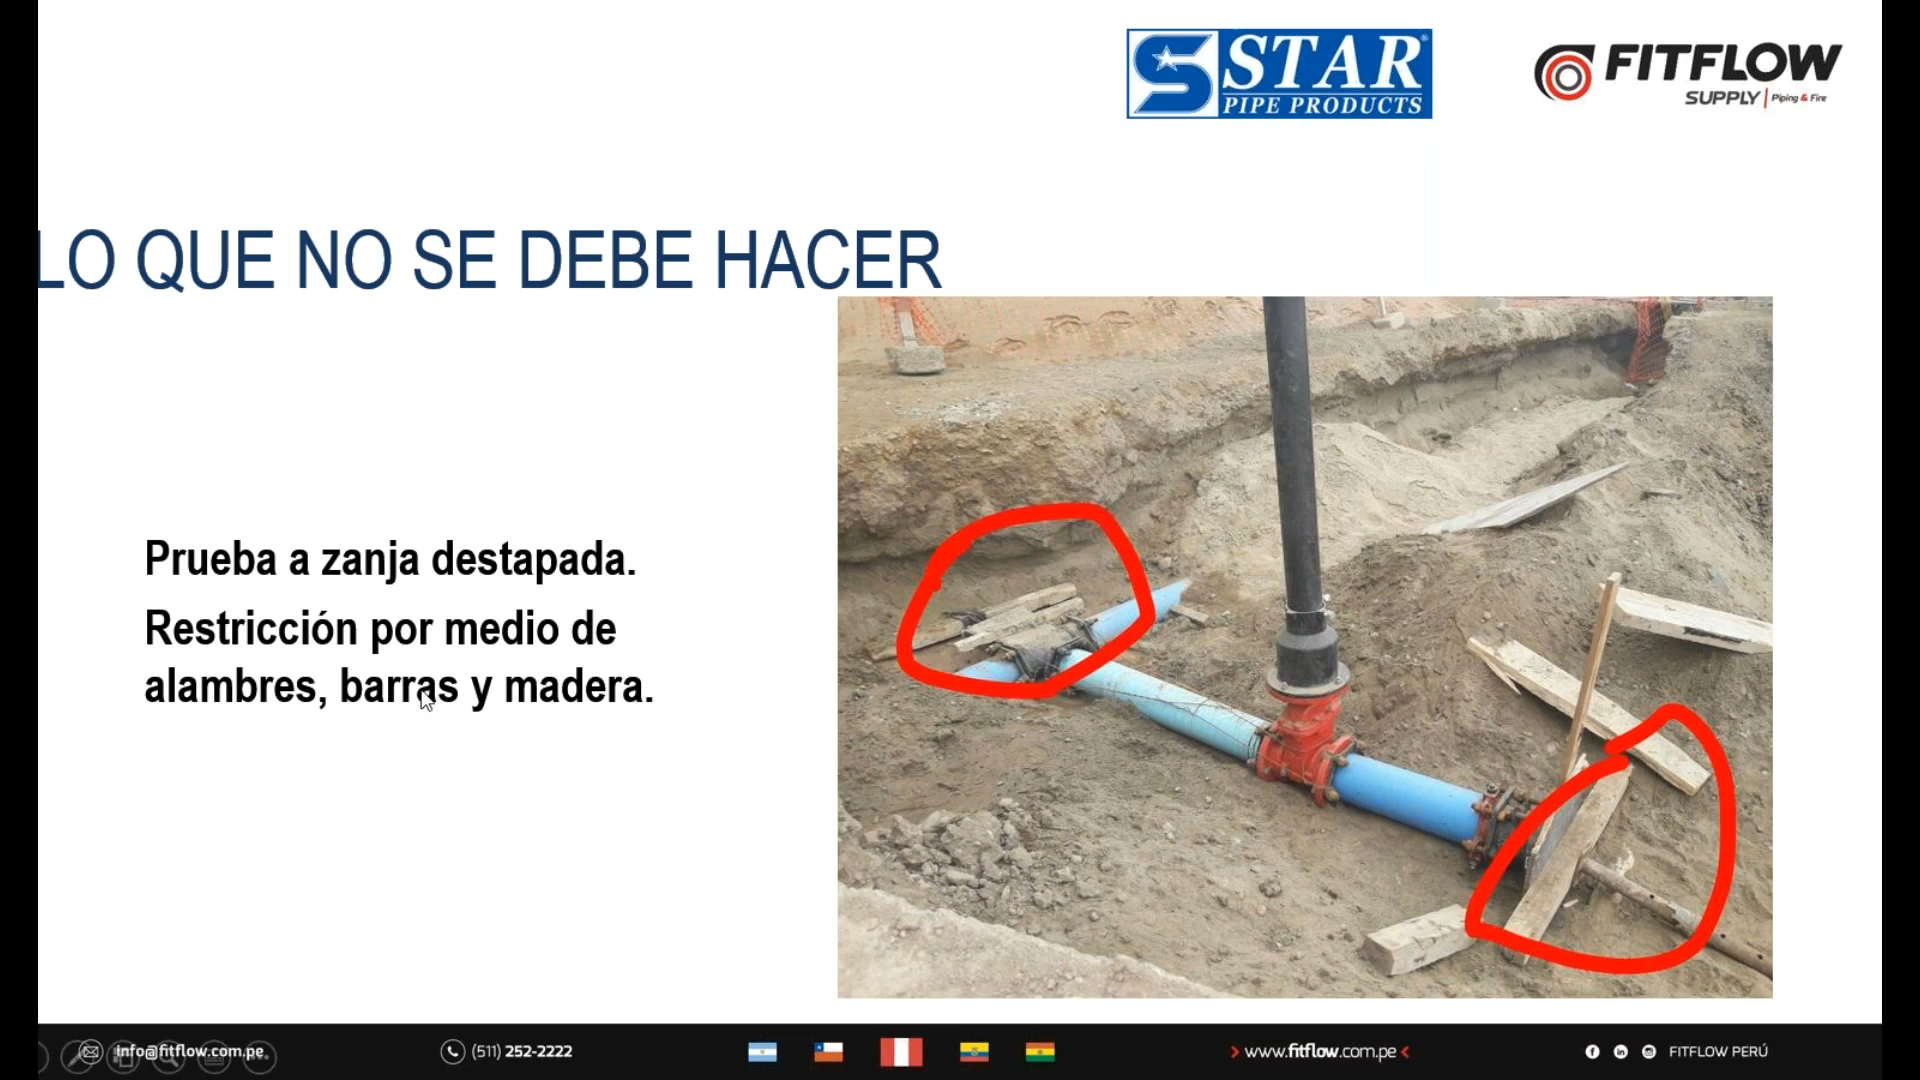 STAR®
PIPE PRODUCTS
FITFLOW
SUPPLY | Piping & Fire
LO QUE NO SE DEBE HACER
Prueba a zanja destapada.
Restricción por medio de
alambres, barras y madera.
info@fitflow.com.pe
(511) 252-2222
www.fitflow.com.pe
FITFLOW PERÚ